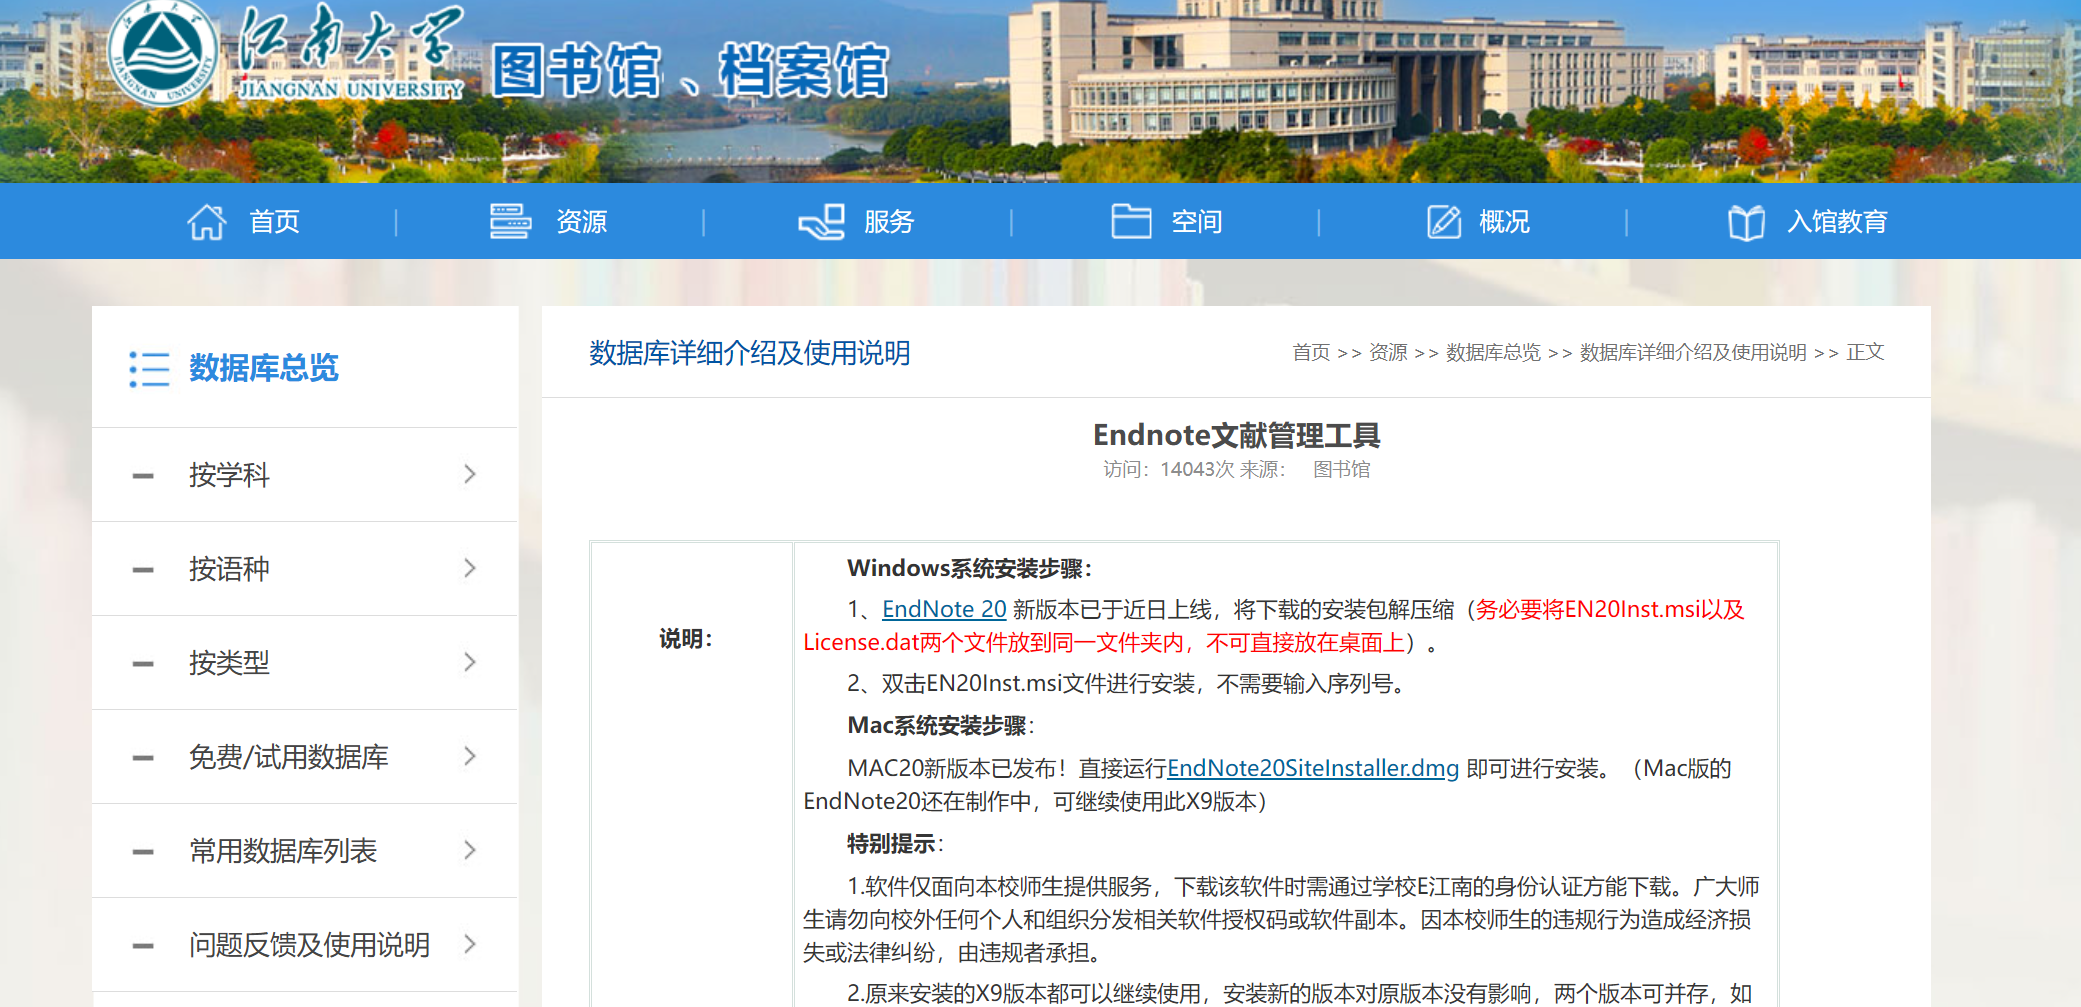 江南大学
JIANGNAN UNIVERSITY
图书馆、档案馆
江南大学
JIANGNAN UNIVERSITY
首页
资源
服务
空间
概况
入馆教育
数据库总览
按学科
按语种
按类型
免费/试用数据库
常用数据库列表
问题反馈及使用说明
数据库详细介绍及使用说明
首页 >> 资源 >> 数据库总览 >> 数据库详细介绍及使用说明 >> 正文
Endnote文献管理工具
访问：14043次 来源： 图书馆
说明：
Windows系统安装步骤：
1、EndNote 20 新版本已于近日上线，将下载的安装包解压缩（务必要将EN20Inst.msi以及
License.dat两个文件放到同一文件夹内，不可直接放在桌面上）。
2、双击EN20Inst.msi文件进行安装，不需要输入序列号。
Mac系统安装步骤：
MAC20新版本已发布！直接运行EndNote20SiteInstaller.dmg 即可进行安装。（Mac版的
EndNote20还在制作中，可继续使用此X9版本）
特别提示：
1.软件仅面向本校师生提供服务，下载该软件时需通过学校E江南的身份认证方能下载。广大师
生请勿向校外任何个人和组织分发相关软件授权码或软件副本。因本校师生的违规行为造成经济损
失或法律纠纷，由违规者承担。
2.原来安装的X9版本都可以继续使用，安装新的版本对原版本没有影响，两个版本可并存，如